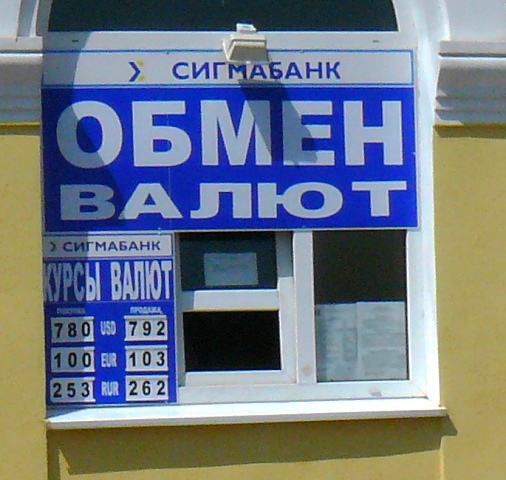 СИГМАБАНК
ОБМЕН
ВАЛЮТ
СИГМАБАНК
КУРСЫ ВАЛЮТ
ПОКУПКА ПРОДАЖА
780 USD 792
100 EUR 103
253 RUR 262